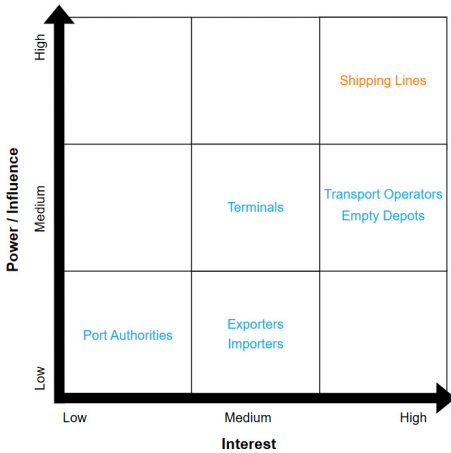 Power / Influence
High
Medium
Low
Shipping Lines
Terminals
Transport Operators
Empty Depots
Port Authorities
Exporters
Importers
Low
Medium
High
Interest